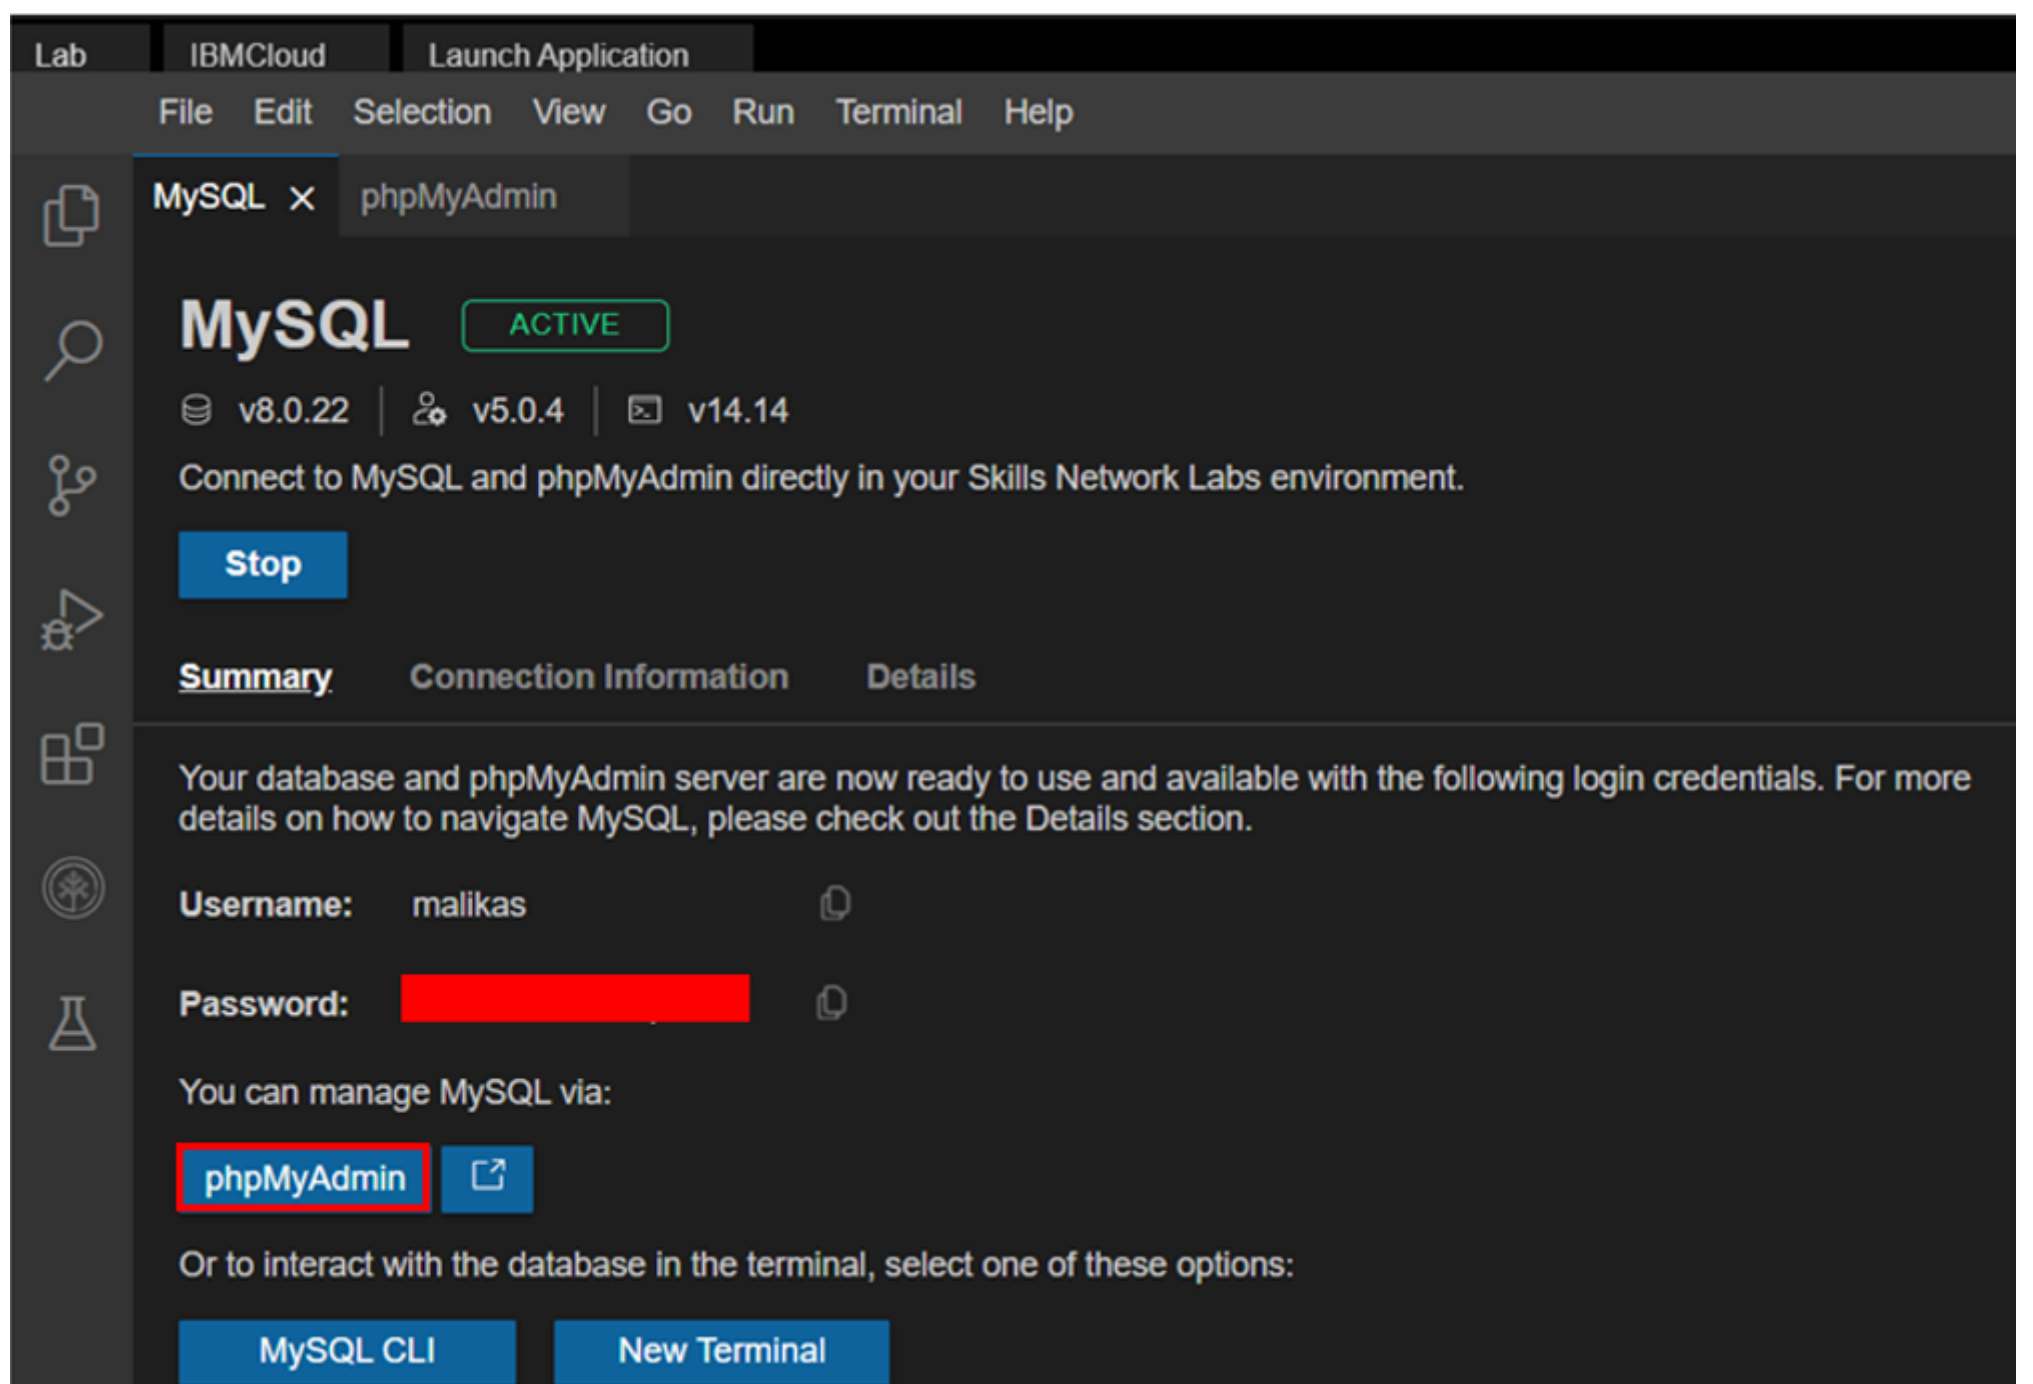 Lab IBMCloud Launch Application
File Edit Selection View Go Run Terminal Help
MySQL phpMyAdmin
MySQL ACTIVE
v8.0.22 v5.0.4 v14.14
Connect to MySQL and phpMyAdmin directly in your Skills Network Labs environment.
Stop
Summary Connection Information Details
Your database and phpMyAdmin server are now ready to use and available with the following login credentials. For more
details on how to navigate MySQL, please check out the Details section.
Username: malikas
Password:
You can manage MySQL via:
phpMyAdmin
Or to interact with the database in the terminal, select one of these options:
MySQL CLI New Terminal